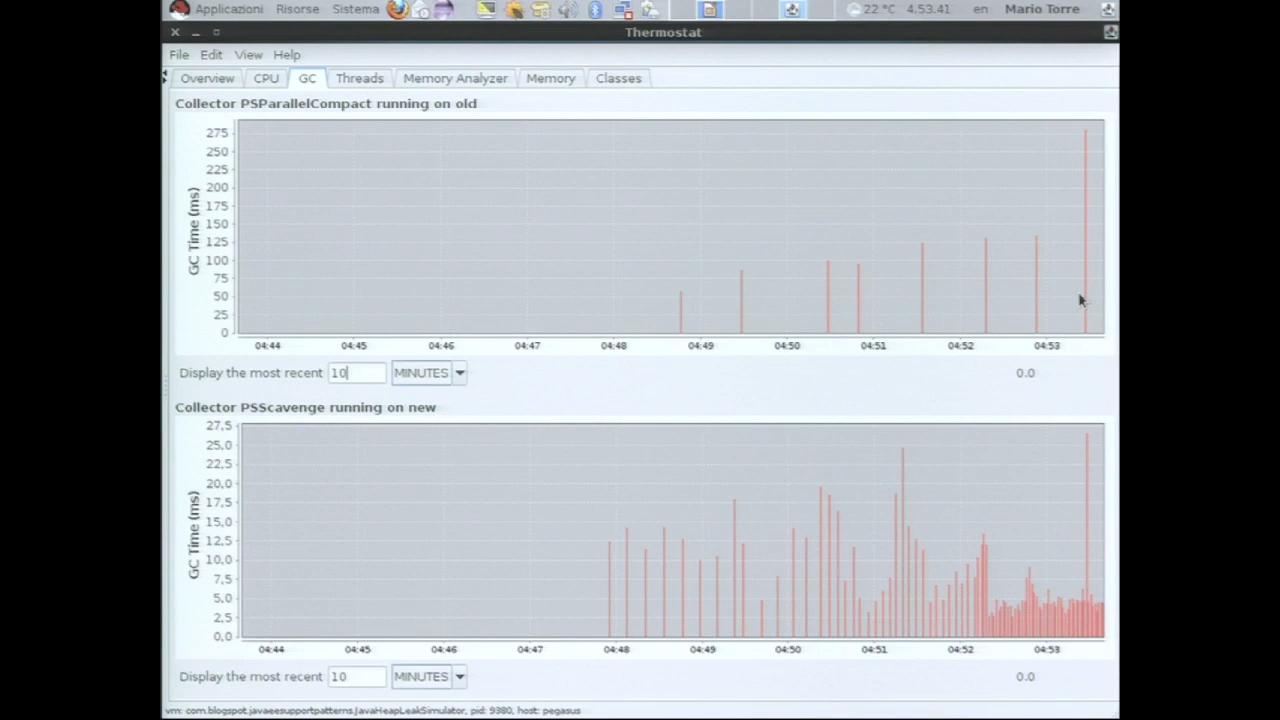 Applicazioni Risorse Sistema 22 °C 4.53.41 en Mario Torre
Thermostat
File Edit View Help
Overview CPU GC Threads Memory Analyzer Memory Classes
Collector PSParallelCompact running on old
275
250
225
200
175
150
125
100
75
50
25
0
GC Time (ms)
04:44 04:45 04:46 04:47 04:48 04:49 04:50 04:51 04:52 04:53
Display the most recent 10 MINUTES 0.0
Collector PSScavenge running on new
27,5
25,0
22,5
20,0
17,5
15,0
12,5
10,0
7,5
5,0
2,5
0,0
GC Time (ms)
04:44 04:45 04:46 04:47 04:48 04:49 04:50 04:51 04:52 04:53
Display the most recent 10 MINUTES 0.0
vm: com.blogspot.javaeesupportpatterns.JavaHeapLeakSimulator, pid: 9380, host: pegasus